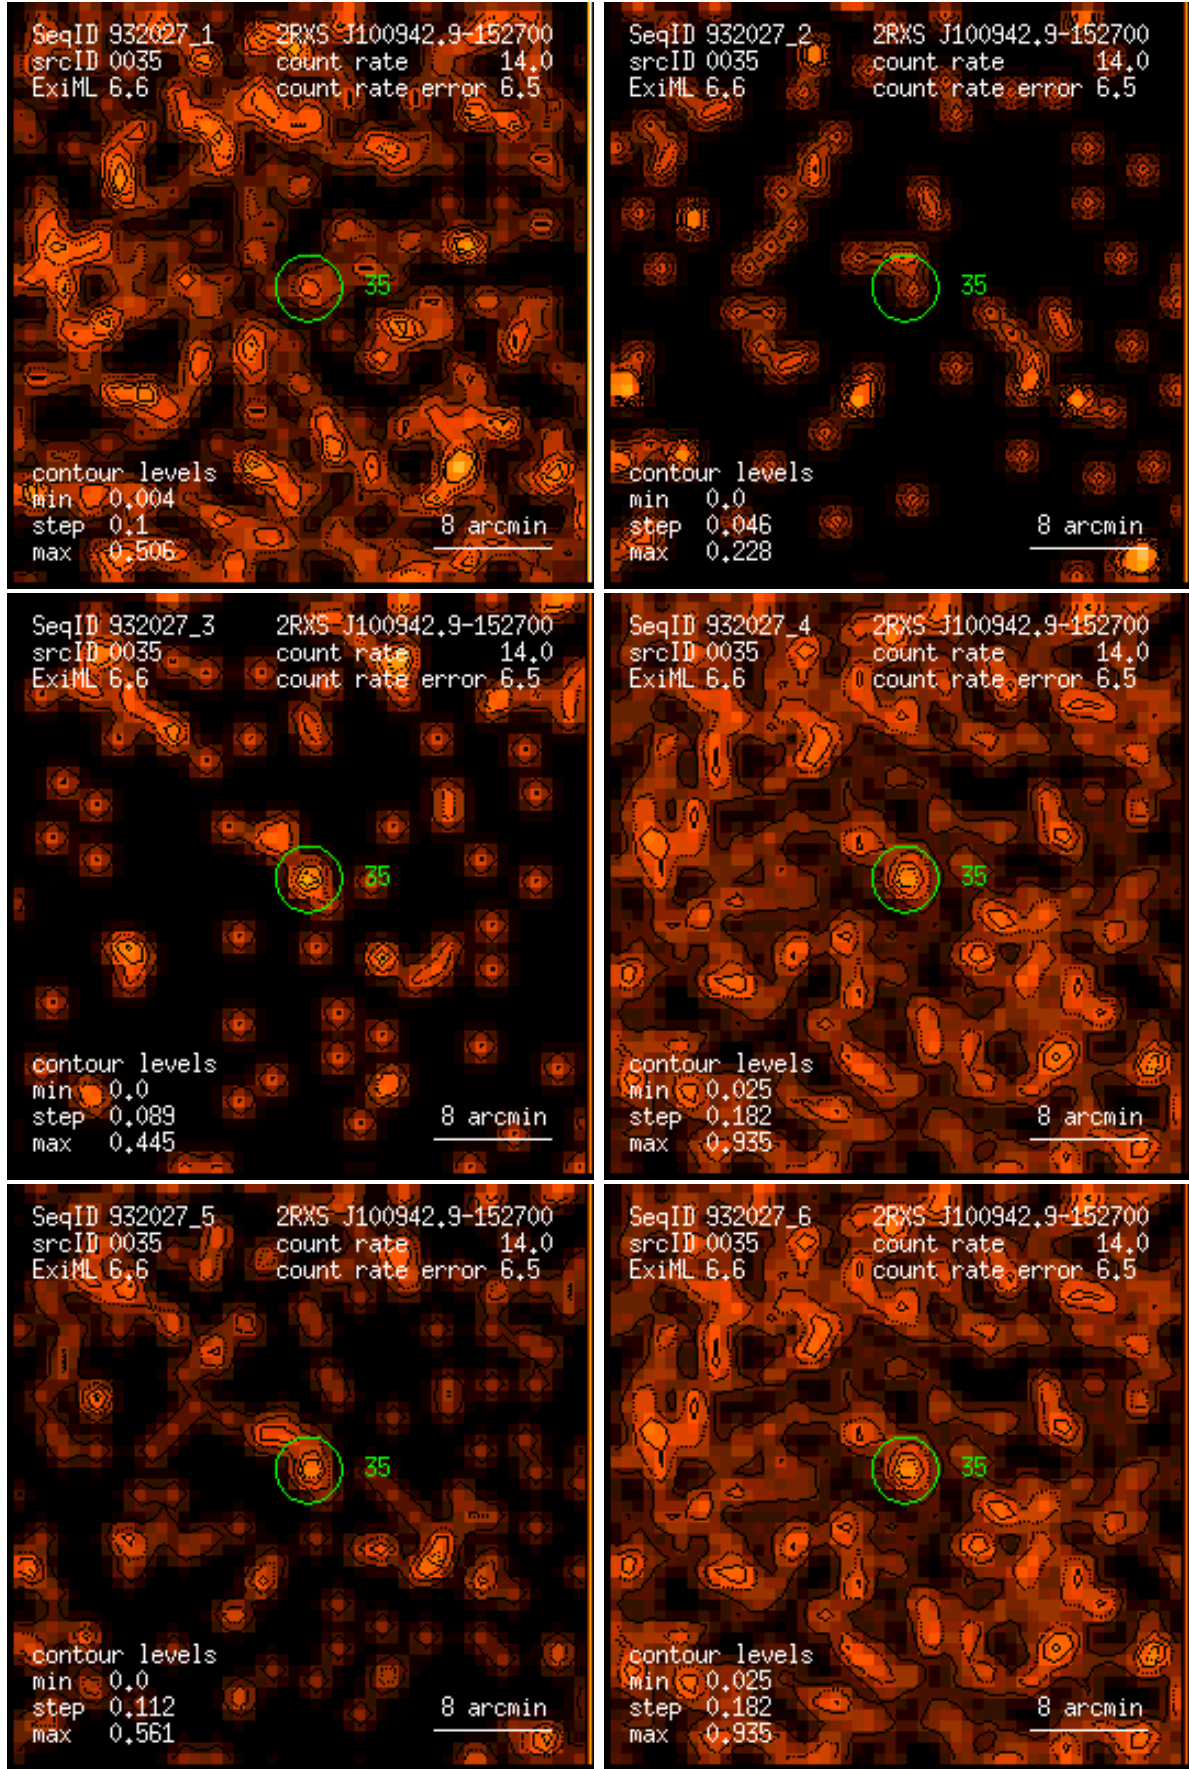 SeqID 932027_1 2RXS J100942.9-152700
srcID 0035 count rate 14.0
ExiML 6.6 count rate error 6.5
35
contour levels
min 0.004
step 0.1 8 arcmin
max 0.506
SeqID 932027_2 2RXS J100942.9-152700
srcID 0035 count rate 14.0
ExiML 6.6 count rate error 6.5
35
contour levels
min 0.0
step 0.046 8 arcmin
max 0.228
SeqID 932027_3 2RXS J100942.9-152700
srcID 0035 count rate 14.0
ExiML 6.6 count rate error 6.5
35
contour levels
min 0.0
step 0.089 8 arcmin
max 0.445
SeqID 932027_4 2RXS J100942.9-152700
srcID 0035 count rate 14.0
ExiML 6.6 count rate error 6.5
35
contour levels
min 0.025
step 0.182 8 arcmin
max 0.935
SeqID 932027_5 2RXS J100942.9-152700
srcID 0035 count rate 14.0
ExiML 6.6 count rate error 6.5
35
contour levels
min 0.0
step 0.112 8 arcmin
max 0.561
SeqID 932027_6 2RXS J100942.9-152700
srcID 0035 count rate 14.0
ExiML 6.6 count rate error 6.5
35
contour levels
min 0.025
step 0.182 8 arcmin
max 0.935